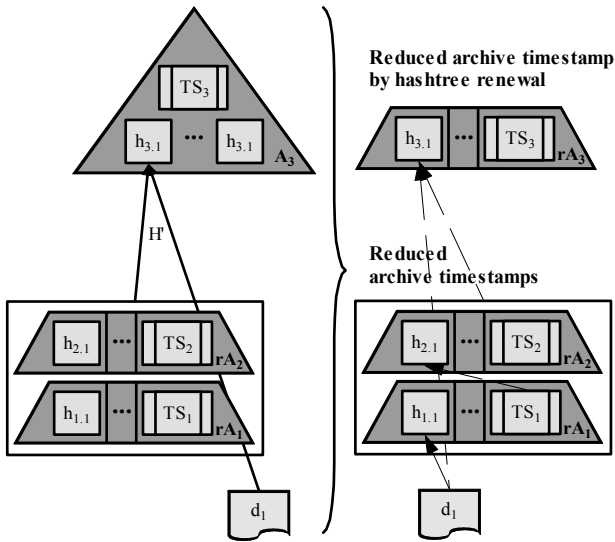 TS3
h3.1 ... h3.1
A3
H'
h2.1 ... TS2
rA2
h1.1 ... TS1
rA1
d1
Reduced archive timestamp
by hashtree renewal
h3.1 ... TS3
rA3
Reduced
archive timestamps
h2.1 ... TS2
rA2
h1.1 ... TS1
rA1
d1